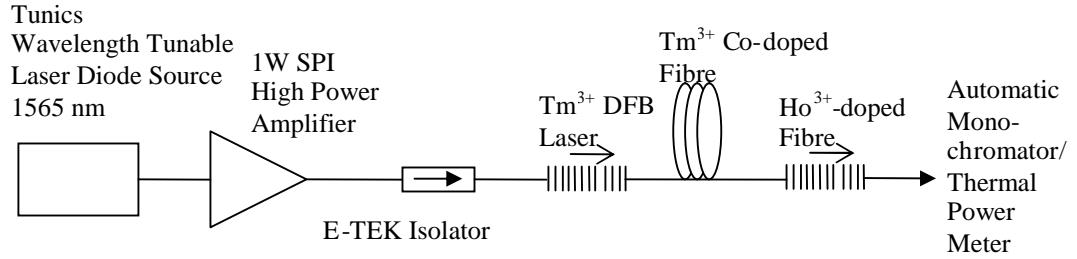 Tunics
Wavelength Tunable
Laser Diode Source
1565 nm
1W SPI
High Power
Amplifier
E-TEK Isolator
Tm³⁺ DFB
Laser
Tm³⁺ Co-doped
Fibre
Ho³⁺-doped
Fibre
Automatic
Mono-
chromator/
Thermal
Power
Meter